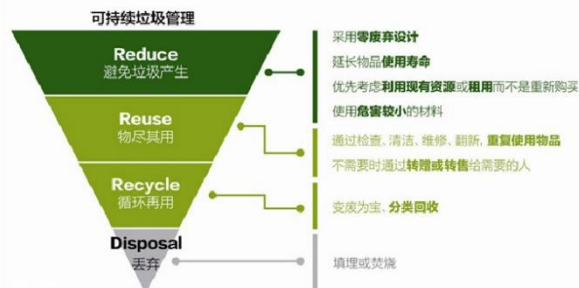 可持续垃圾管理
Reduce
避免垃圾产生
采用零废弃设计
延长物品使用寿命
优先考虑利用现有资源或租用而不是重新购买
使用危害较小的材料
Reuse
物尽其用
通过检查、清洁、维修、翻新，重复使用物品
不需要时通过转赠或转售给需要的人
Recycle
循环再用
变废为宝、分类回收
Disposal
丢弃
填埋或焚烧